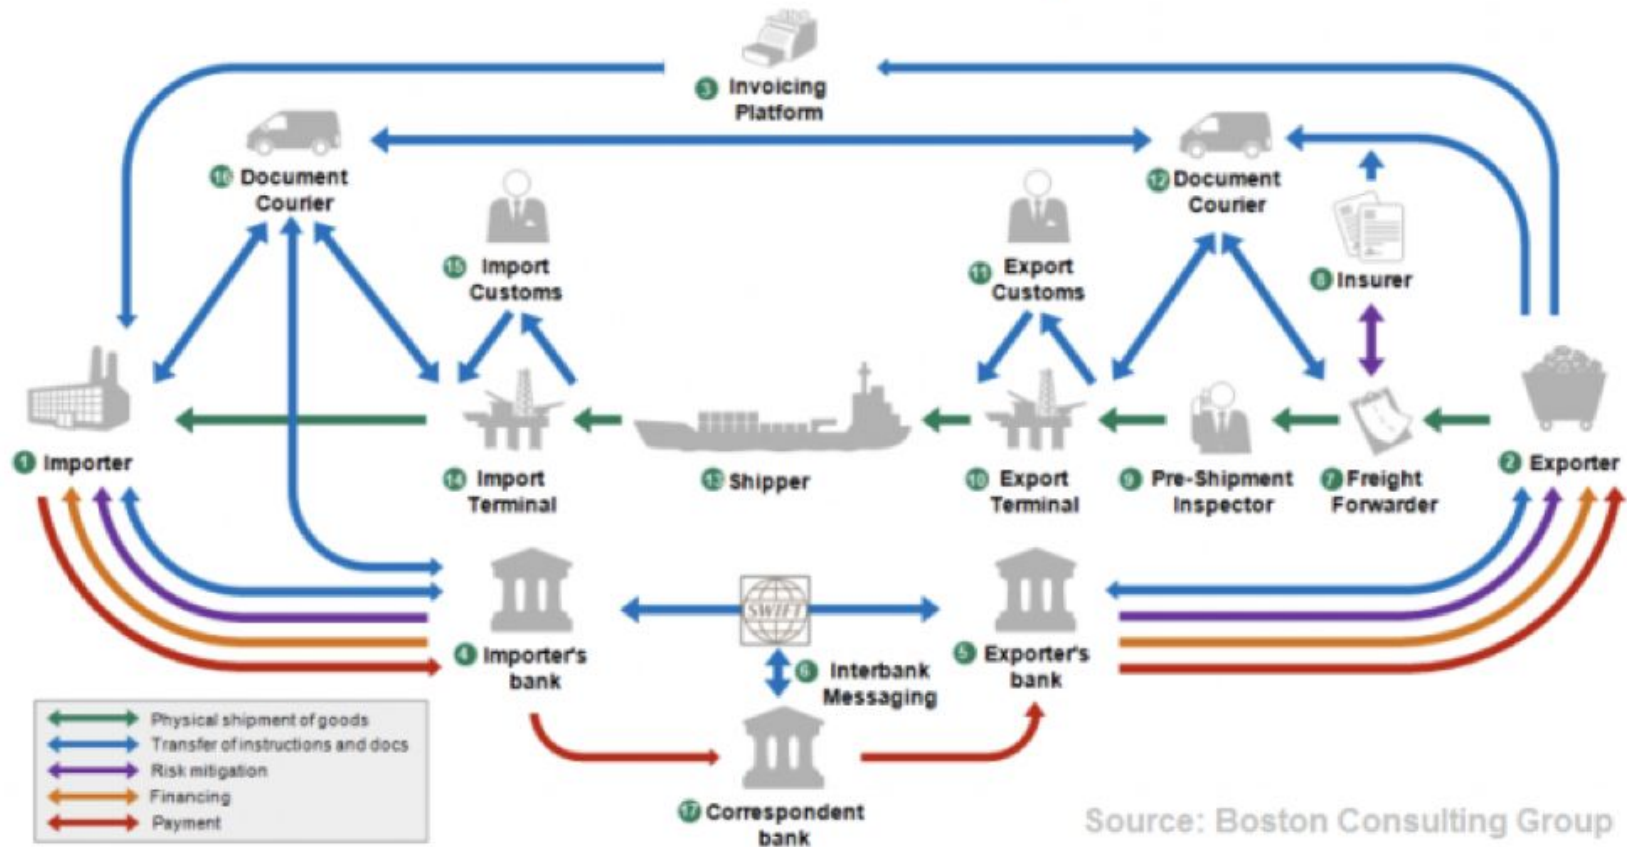 3 Invoicing
Platform
16 Document
Courier
12 Document
Courier
15 Import
Customs
11 Export
Customs
8 Insurer
1 Importer
14 Import
Terminal
13 Shipper
10 Export
Terminal
9 Pre-Shipment
Inspector
7 Freight
Forwarder
2 Exporter
SWIFT
4 Importer's
bank
6 Interbank
Messaging
5 Exporter's
bank
17 Correspondent
bank
Physical shipment of goods
Transfer of instructions and docs
Risk mitigation
Financing
Payment
Source: Boston Consulting Group